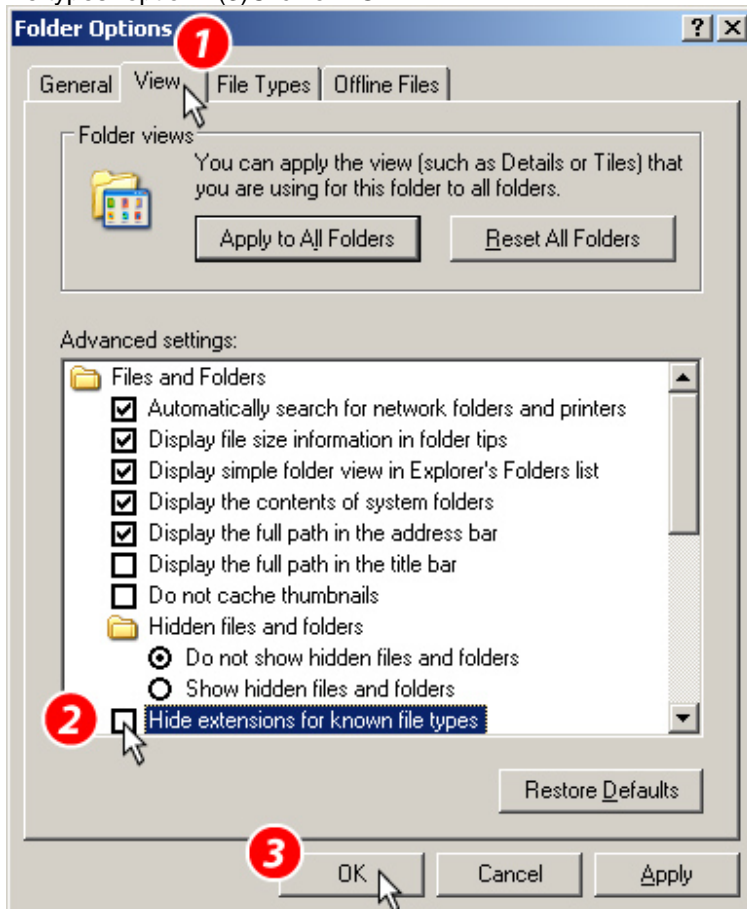 Folder Options
1
General View File Types Offline Files
Folder views
You can apply the view (such as Details or Tiles) that
you are using for this folder to all folders.
Apply to All Folders Reset All Folders
Advanced settings:
Files and Folders
Automatically search for network folders and printers
Display file size information in folder tips
Display simple folder view in Explorer's Folders list
Display the contents of system folders
Display the full path in the address bar
Display the full path in the title bar
Do not cache thumbnails
Hidden files and folders
Do not show hidden files and folders
Show hidden files and folders
2 Hide extensions for known file types
Restore Defaults
3
OK Cancel Apply